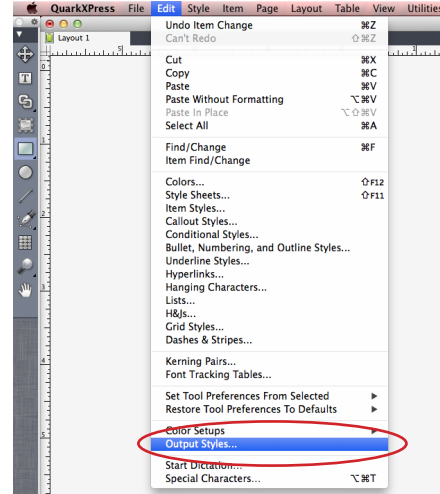 QuarkXPress File Edit Style Item Page Layout Table View Utilities
Layout 1
Undo Item Change ⌘Z
Can't Redo ⇧⌘Z
Cut ⌘X
Copy ⌘C
Paste ⌘V
Paste Without Formatting ⌥⌘V
Paste In Place ⌥⇧⌘V
Select All ⌘A
Find/Change ⌘F
Item Find/Change
Colors... ⇧F12
Style Sheets... ⇧F11
Item Styles...
Callout Styles...
Conditional Styles...
Bullet, Numbering, and Outline Styles...
Underline Styles...
Hyperlinks...
Hanging Characters...
Lists...
H&Js...
Grid Styles...
Dashes & Stripes...
Kerning Pairs...
Font Tracking Tables...
Set Tool Preferences From Selected ▶
Restore Tool Preferences To Defaults ▶
Color Setups ▶
Output Styles...
Start Dictation...
Special Characters... ⌥⌘T